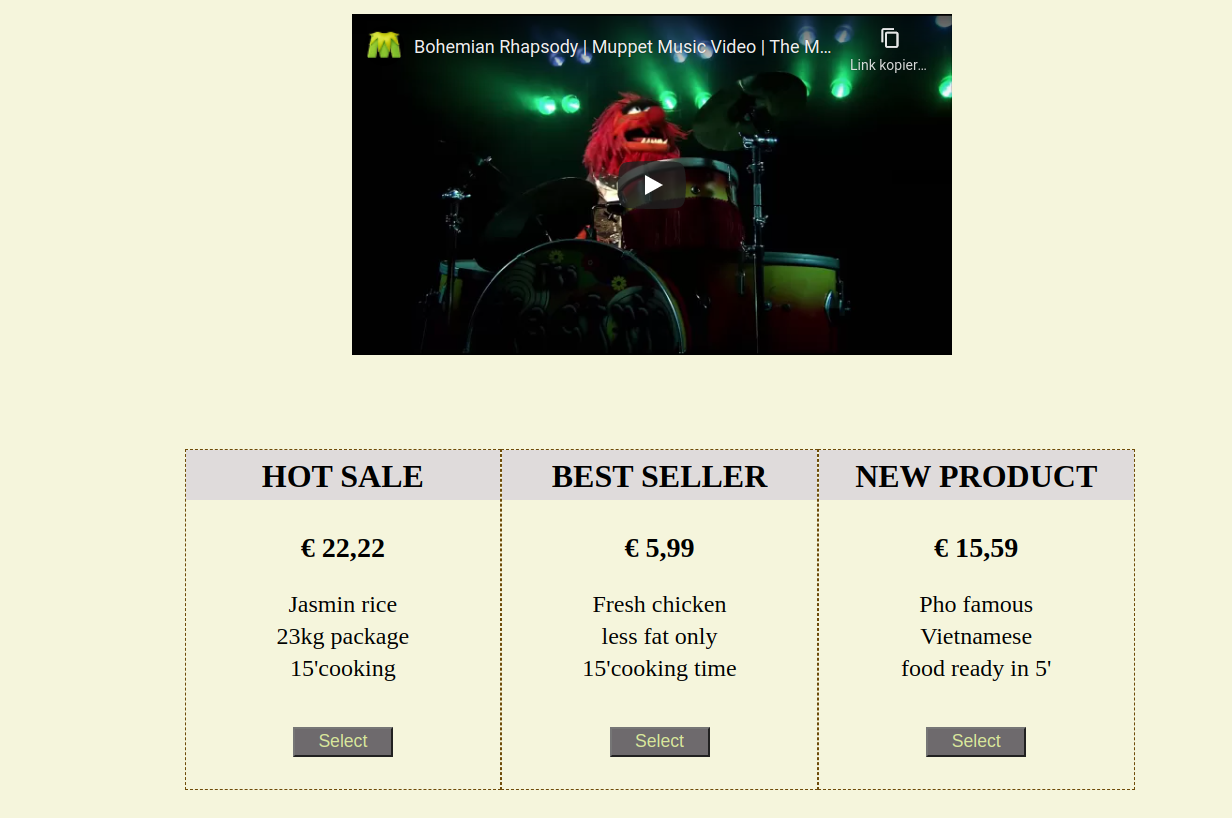 Bohemian Rhapsody | Muppet Music Video | The M...
Link kopier...
HOT SALE
€ 22,22
Jasmin rice
23kg package
15'cooking
Select
BEST SELLER
€ 5,99
Fresh chicken
less fat only
15'cooking time
Select
NEW PRODUCT
€ 15,59
Pho famous
Vietnamese
food ready in 5'
Select